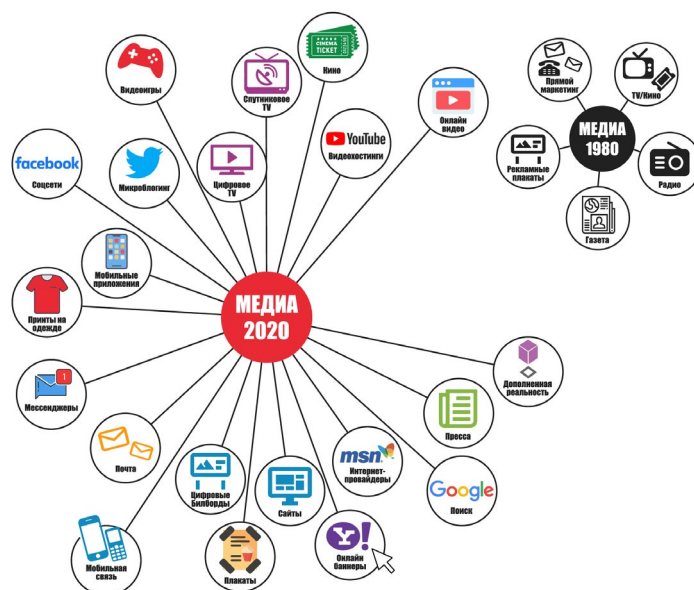 CINEMA
TICKET
Кино
Видеоигры
Спутниковое
TV
YouTube
Видеохостинги
Онлайн
видео
Прямой
маркетинг
TV/Кино
МЕДИА
1980
Рекламные
плакаты
Радио
Газета
facebook
Соцсети
Микроблогинг
Цифровое
TV
Мобильные
приложения
Принты на
одежде
МЕДИА
2020
Дополненная
реальность
1
Мессенджеры
Пресса
Почта
Цифровые
Билборды
Сайты
msn
Интернет-
провайдеры
Google
Поиск
Мобильная
связь
Плакаты
Y!
Онлайн
баннеры